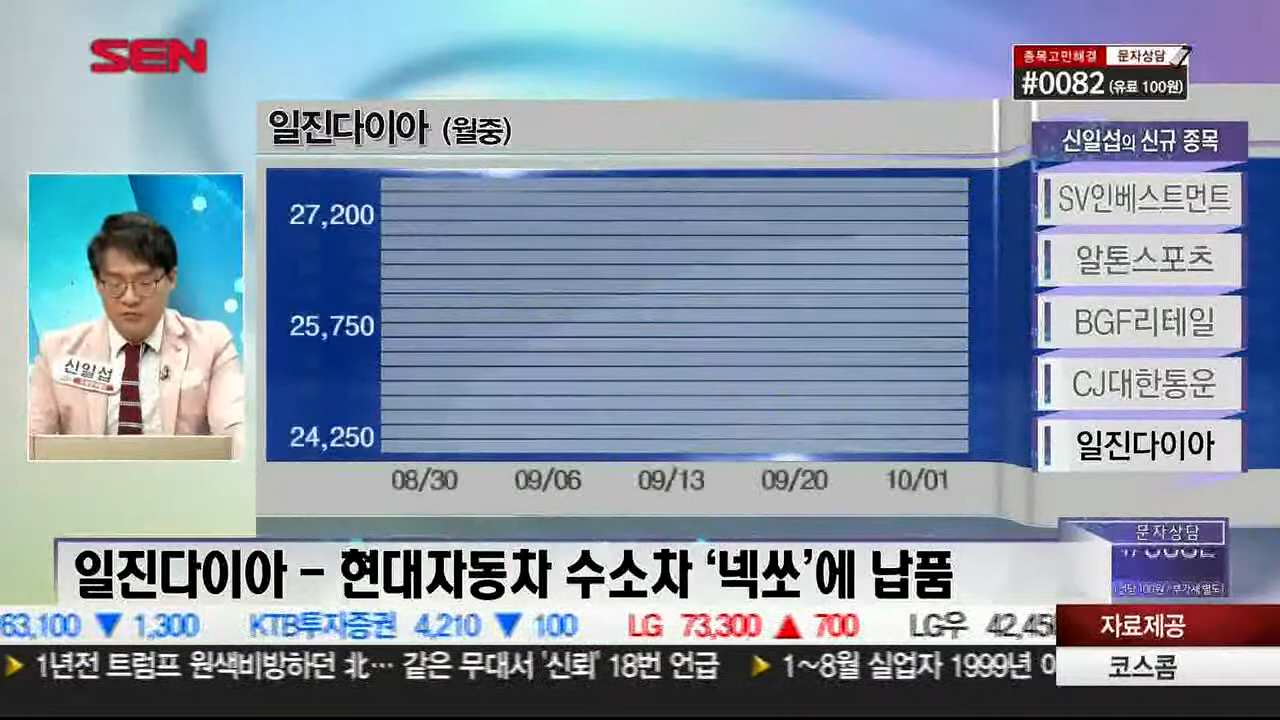 SEN
종목고민해결 문자상담
#0082 (유료 100원)
일진다이아 (월중)
27,200
25,750
24,250
08/30 09/06 09/13 09/20 10/01
신일섭의 신규 종목
SV인베스트먼트
알톤스포츠
BGF리테일
CJ대한통운
일진다이아
신일섭
문자상담
일진다이아 - 현대자동차 수소차 ‘넥쏘’에 납품
63,100 ▼ 1,300 KTB투자증권 4,210 ▼ 100 LG 73,300 ▲ 700 LG우 42,45
자료제공
▶ 1년전 트럼프 원색비방하던 北… 같은 무대서 '신뢰' 18번 언급 ▶ 1~8월 실업자 1999년
코스콤